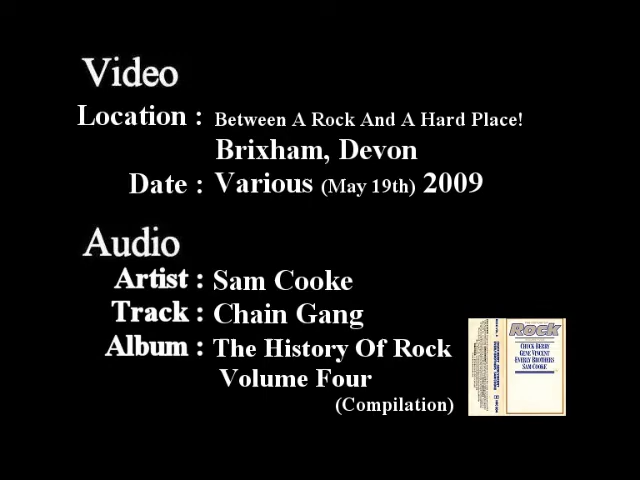 Video
Location : Between A Rock And A Hard Place!
Brixham, Devon
Date : Various (May 19th) 2009
Audio
Artist : Sam Cooke
Track : Chain Gang
Album : The History Of Rock
Volume Four
(Compilation)
Rock
CHUCK BERRY
GENE VINCENT
EVERLY BROTHERS
SAM COOKE